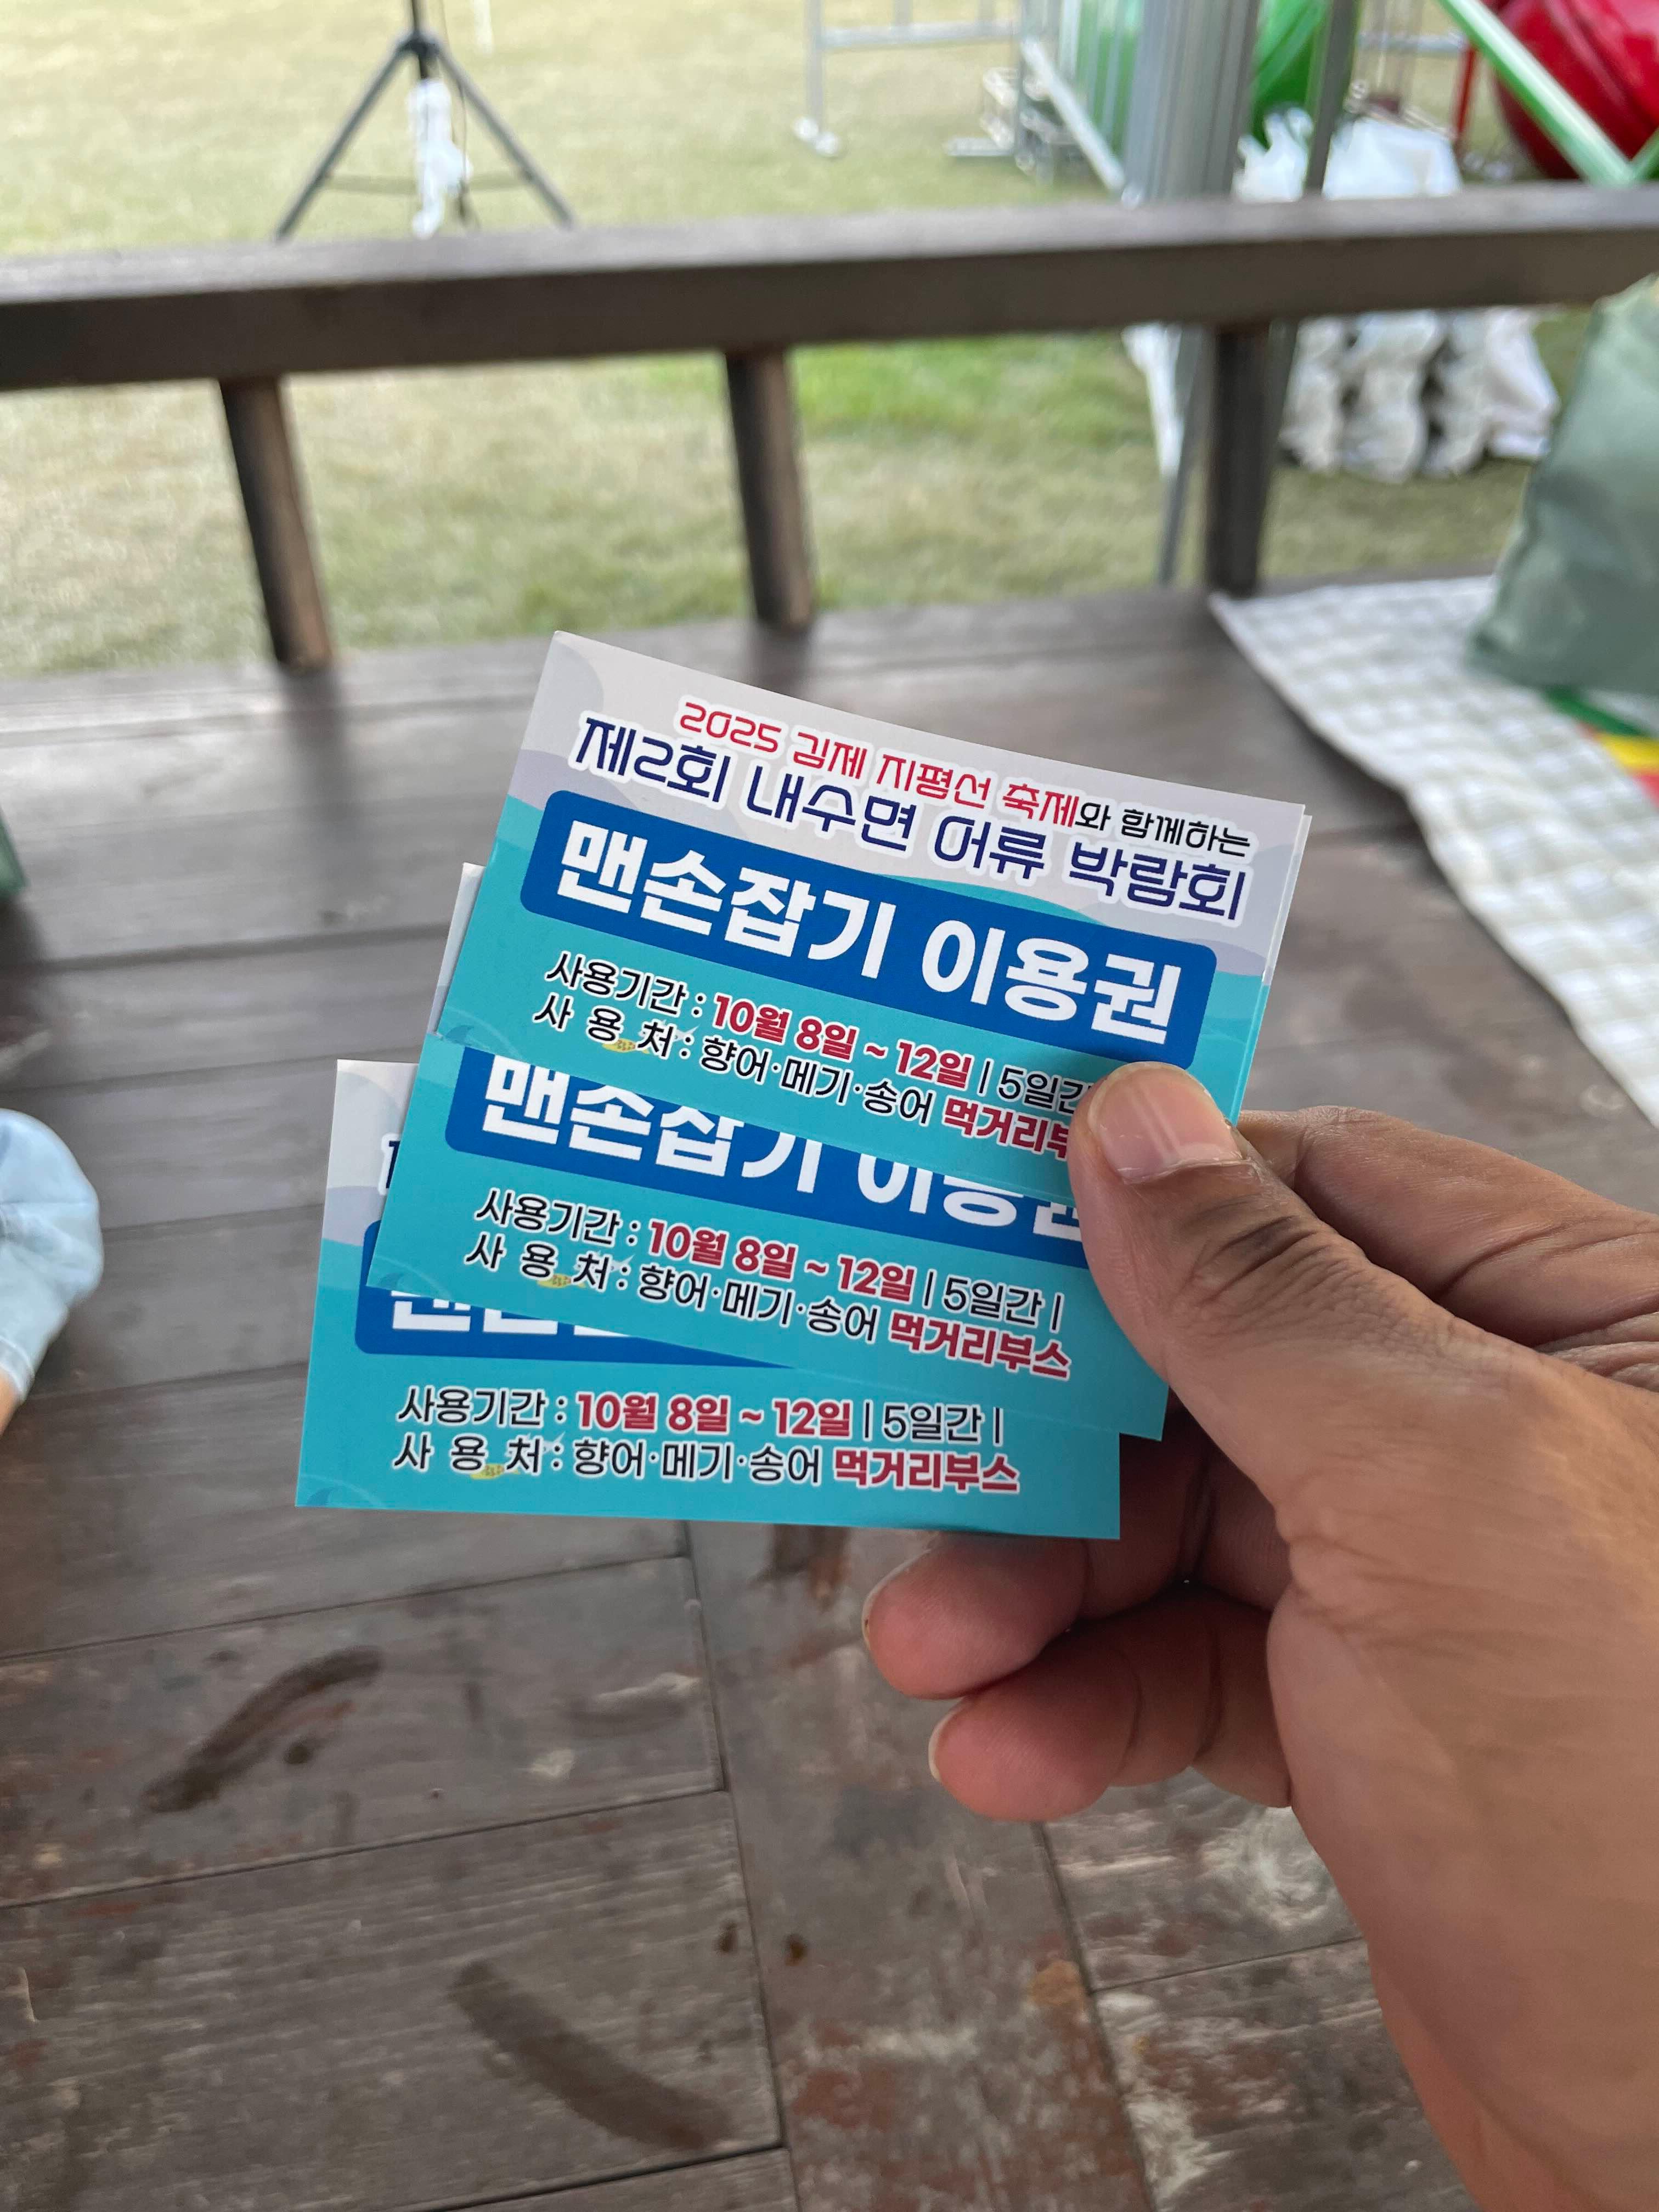 2025 김제 지평선 축제와 함께하는
제2회 내수면 어류 박람회
맨손잡기 이용권
사용기간 : 10월 8일 ~ 12일 | 5일간
사 용 처 : 향어·메기·송어 먹거리부
맨손잡기 이용권
사용기간 : 10월 8일 ~ 12일 | 5일간 |
사 용 처 : 향어·메기·송어 먹거리부스
사용기간 : 10월 8일 ~ 12일 | 5일간 |
사 용 처 : 향어·메기·송어 먹거리부스